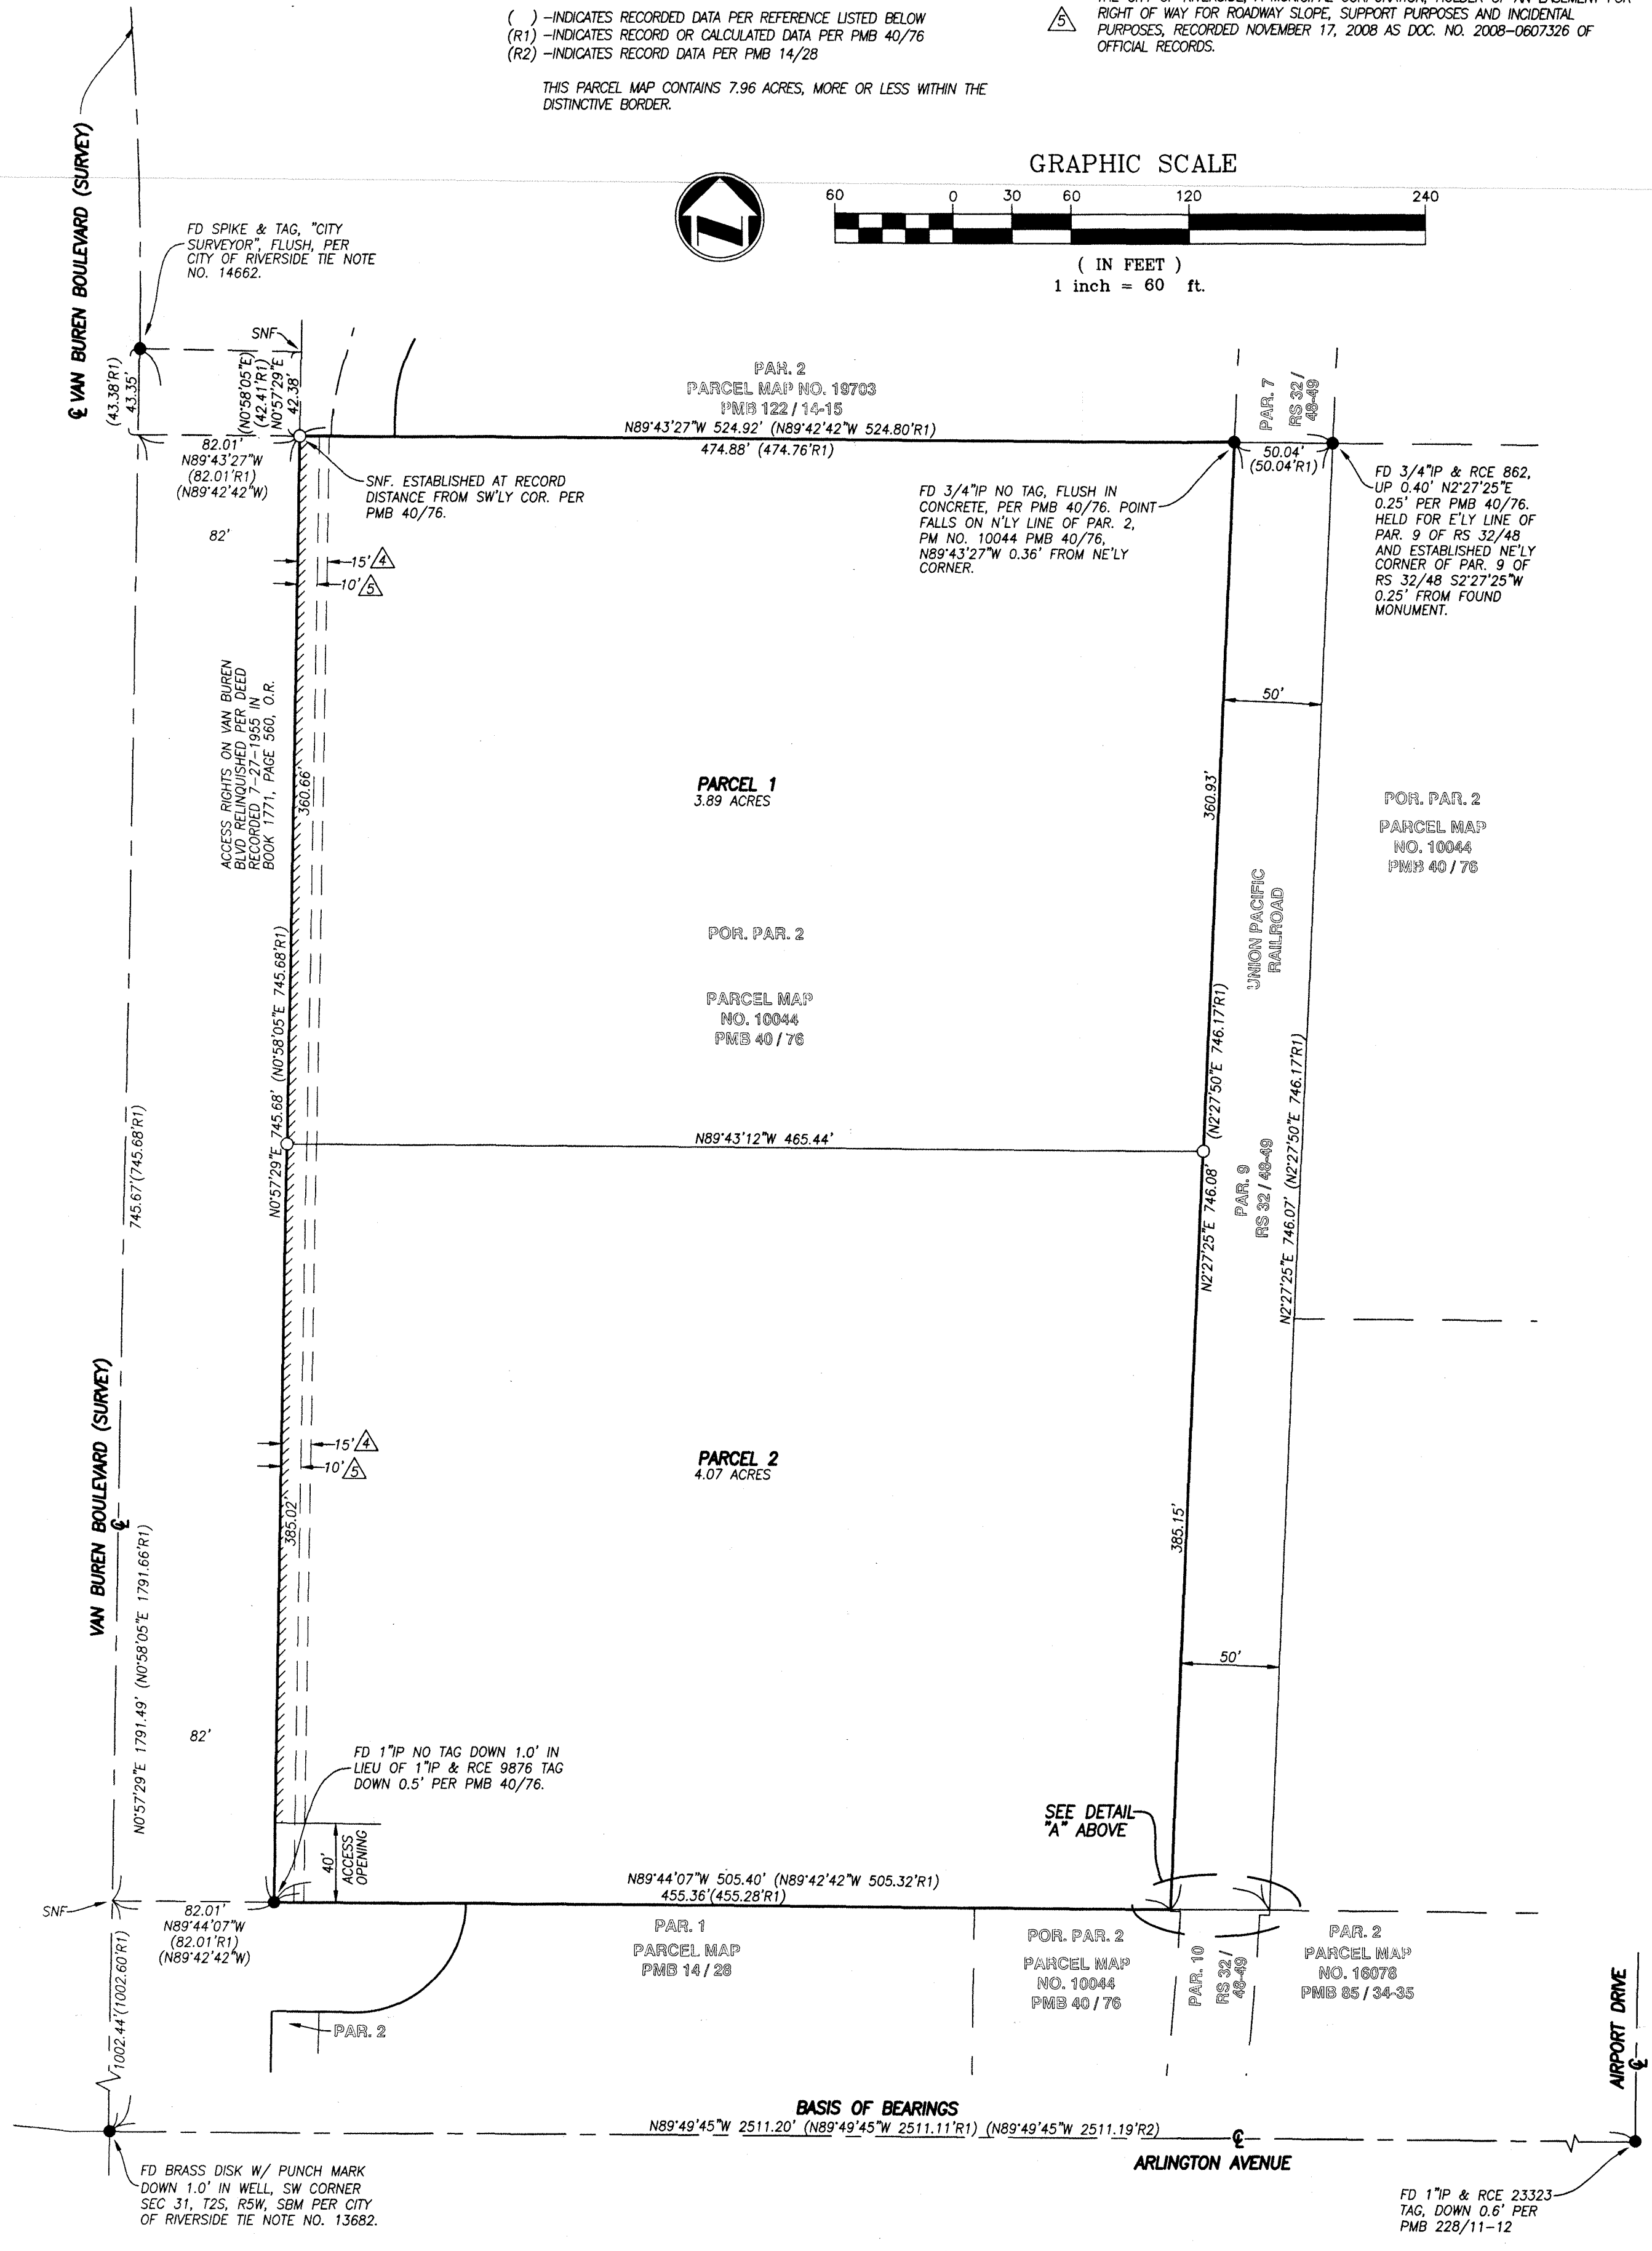 ( ) -INDICATES RECORDED DATA PER REFERENCE LISTED BELOW
(R1) -INDICATES RECORD OR CALCULATED DATA PER PMB 40/76
(R2) -INDICATES RECORD DATA PER PMB 14/28
THIS PARCEL MAP CONTAINS 7.96 ACRES, MORE OR LESS WITHIN THE
DISTINCTIVE BORDER.
5
RIGHT OF WAY FOR ROADWAY SLOPE, SUPPORT PURPOSES AND INCIDENTAL
PURPOSES, RECORDED NOVEMBER 17, 2008 AS DOC. NO. 2008-0607326 OF
OFFICIAL RECORDS.
GRAPHIC SCALE
60 0 30 60 120 240
( IN FEET )
1 inch = 60 ft.
℄ VAN BUREN BOULEVARD (SURVEY)
FD SPIKE & TAG, "CITY
SURVEYOR", FLUSH, PER
CITY OF RIVERSIDE TIE NOTE
NO. 14662.
SNF
(43.38'R1)
43.35'
(N0°58'05"E)
(42.41'R1)
N0°57'29"E
42.38'
82.01'
N89°43'27"W
(82.01'R1)
(N89°42'42"W)
82'
PAR. 2
PARCEL MAP NO. 19703
PMB 122 / 14-15
N89°43'27"W 524.92' (N89°42'42"W 524.80'R1)
474.88' (474.76'R1)
PAR. 7
RS 32 /
48-49
50.04'
(50.04'R1)
SNF. ESTABLISHED AT RECORD
DISTANCE FROM SW'LY COR. PER
PMB 40/76.
FD 3/4"IP NO TAG, FLUSH IN
CONCRETE, PER PMB 40/76. POINT
FALLS ON N'LY LINE OF PAR. 2,
PM NO. 10044 PMB 40/76,
N89°43'27"W 0.36' FROM NE'LY
CORNER.
FD 3/4"IP & RCE 862,
UP 0.40' N2°27'25"E
0.25' PER PMB 40/76.
HELD FOR E'LY LINE OF
PAR. 9 OF RS 32/48
AND ESTABLISHED NE'LY
CORNER OF PAR. 9 OF
RS 32/48 S2°27'25"W
0.25' FROM FOUND
MONUMENT.
15' 4
10' 5
ACCESS RIGHTS ON VAN BUREN
BLVD RELINQUISHED PER DEED
RECORDED 7-27-1955 IN
BOOK 1771, PAGE 560, O.R.
360.66'
50'
PARCEL 1
3.89 ACRES
360.93'
POR. PAR. 2
PARCEL MAP
NO. 10044
PMB 40 / 76
UNION PACIFIC
RAILROAD
POR. PAR. 2
PARCEL MAP
NO. 10044
PMB 40 / 76
N0°57'29"E 745.68' (N0°58'05"E 745.68'R1)
745.67'(745.68'R1)
N89°43'12"W 465.44'
N2°27'25"E 746.08'
(N2°27'50"E 746.17'R1)
PAR. 9
RS 32 / 48-49
N2°27'25"E 746.07' (N2°27'50"E 746.17'R1)
VAN BUREN BOULEVARD (SURVEY)
℄
N0°57'29"E 1791.49' (N0°58'05"E 1791.66'R1)
15' 4
10' 5
385.02'
PARCEL 2
4.07 ACRES
385.15'
50'
82'
FD 1"IP NO TAG DOWN 1.0' IN
LIEU OF 1"IP & RCE 9876 TAG
DOWN 0.5' PER PMB 40/76.
40'
ACCESS
OPENING
SEE DETAIL
"A" ABOVE
SNF
82.01'
N89°44'07"W
(82.01'R1)
(N89°42'42"W)
N89°44'07"W 505.40' (N89°42'42"W 505.32'R1)
455.36'(455.28'R1)
PAR. 1
PARCEL MAP
PMB 14 / 28
POR. PAR. 2
PARCEL MAP
NO. 10044
PMB 40 / 76
PAR. 10
RS 32 /
48-49
PAR. 2
PARCEL MAP
NO. 16078
PMB 85 / 34-35
PAR. 2
1002.44'(1002.60'R1)
AIRPORT DRIVE
℄
BASIS OF BEARINGS
N89°49'45"W 2511.20' (N89°49'45"W 2511.11'R1) (N89°49'45"W 2511.19'R2)
℄
ARLINGTON AVENUE
FD BRASS DISK W/ PUNCH MARK
DOWN 1.0' IN WELL, SW CORNER
SEC 31, T2S, R5W, SBM PER CITY
OF RIVERSIDE TIE NOTE NO. 13682.
FD 1"IP & RCE 23323
TAG, DOWN 0.6' PER
PMB 228/11-12